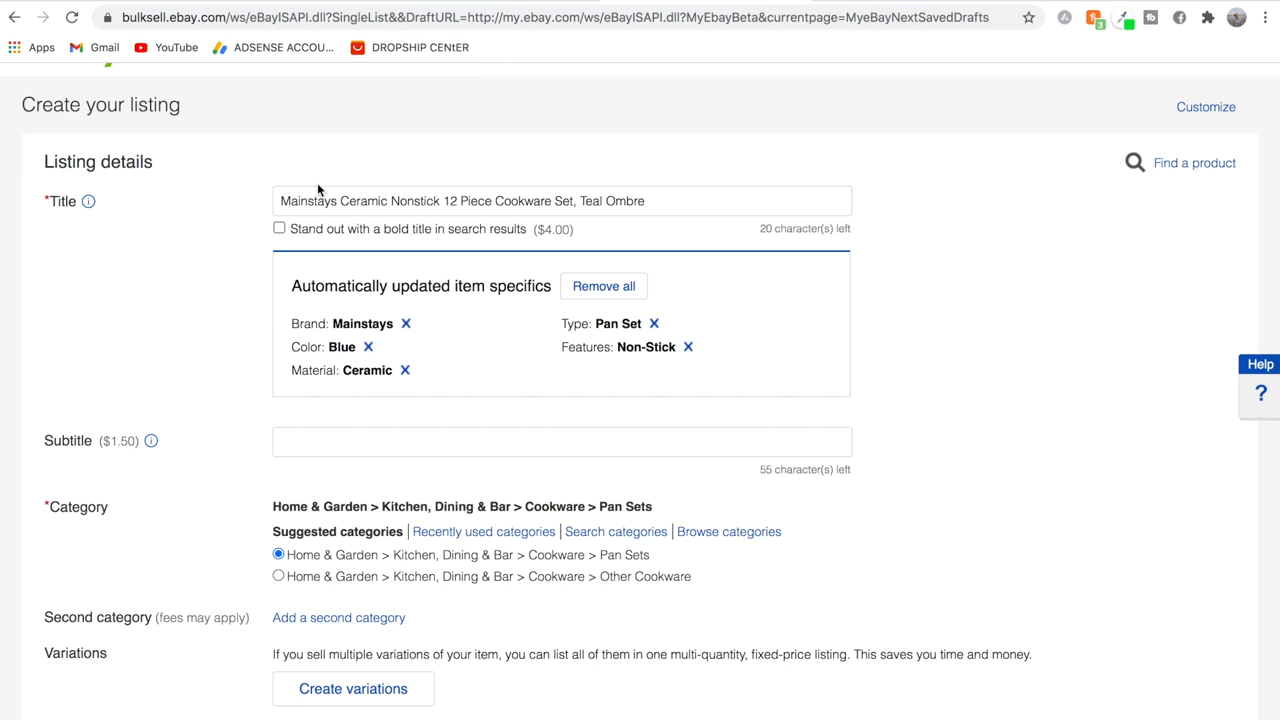 bulksell.ebay.com/ws/eBayISAPI.dll?SingleList&&DraftURL=http://my.ebay.com/ws/eBayISAPI.dll?MyEbayBeta&currentpage=MyeBayNextSavedDrafts
3
Apps Gmail YouTube ADSENSE ACCOU... DROPSHIP CENtER
Create your listing
Customize
Listing details
Find a product
*Title
Mainstays Ceramic Nonstick 12 Piece Cookware Set, Teal Ombre
Stand out with a bold title in search results ($4.00) 20 character(s) left
Automatically updated item specifics Remove all
Brand: Mainstays X Type: Pan Set X
Color: Blue X Features: Non-Stick X
Material: Ceramic X
Help
?
Subtitle ($1.50)
55 character(s) left
*Category Home & Garden > Kitchen, Dining & Bar > Cookware > Pan Sets
Suggested categories | Recently used categories | Search categories | Browse categories
Home & Garden > Kitchen, Dining & Bar > Cookware > Pan Sets
Home & Garden > Kitchen, Dining & Bar > Cookware > Other Cookware
Second category (fees may apply) Add a second category
Variations If you sell multiple variations of your item, you can list all of them in one multi-quantity, fixed-price listing. This saves you time and money.
Create variations